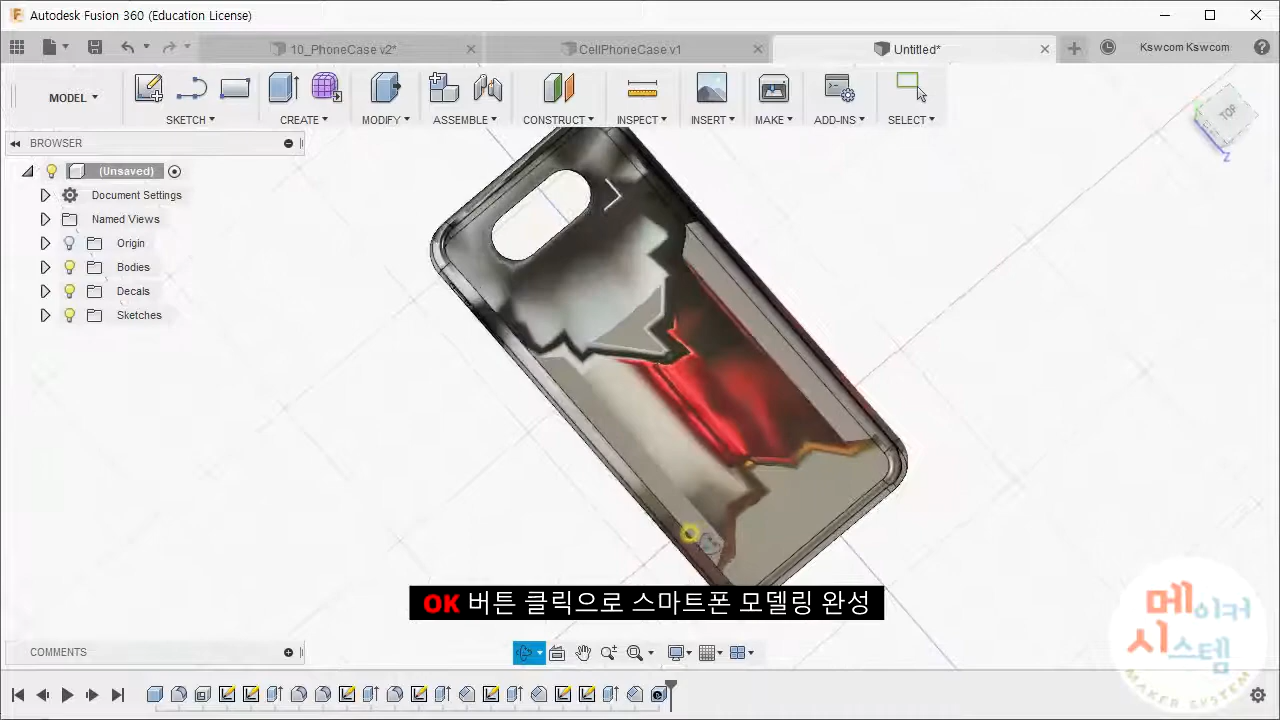 Autodesk Fusion 360 (Education License)
10_PhoneCase v2*
CellPhoneCase v1
Untitled*
Kswcom Kswcom
MODEL
SKETCH
CREATE
MODIFY
ASSEMBLE
CONSTRUCT
INSPECT
INSERT
MAKE
ADD-INS
SELECT
BROWSER
TOP
Z
(Unsaved)
Document Settings
Named Views
Origin
Bodies
Decals
Sketches
OK 버튼 클릭으로 스마트폰 모델링 완성
메이커
시스템
MAKER SYSTEM
COMMENTS